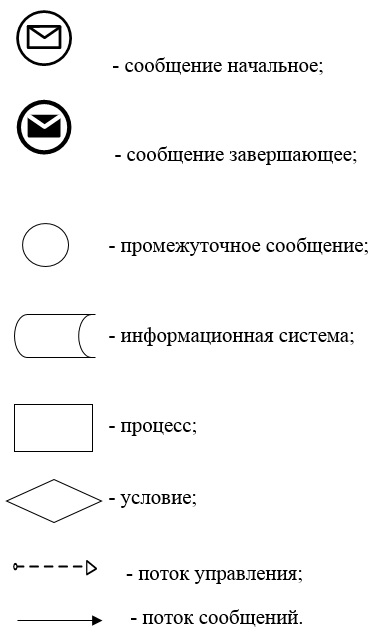 - сообщение начальное;
- сообщение завершающее;
- промежуточное сообщение;
- информационная система;
- процесс;
- условие;
- поток управления;
- поток сообщений.